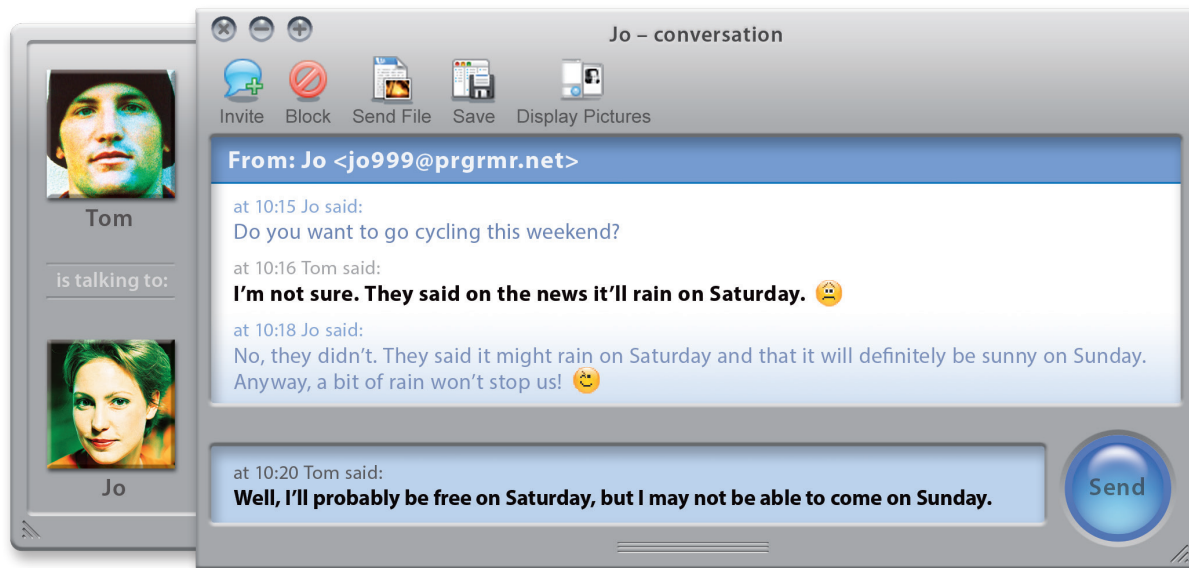 Jo – conversation
Invite Block Send File Save Display Pictures
From: Jo <jo999@prgrmr.net>
at 10:15 Jo said:
Do you want to go cycling this weekend?
at 10:16 Tom said:
I'm not sure. They said on the news it'll rain on Saturday.
at 10:18 Jo said:
No, they didn't. They said it might rain on Saturday and that it will definitely be sunny on Sunday.
Anyway, a bit of rain won't stop us!
at 10:20 Tom said:
Well, I'll probably be free on Saturday, but I may not be able to come on Sunday.
Send
Tom
is talking to:
Jo